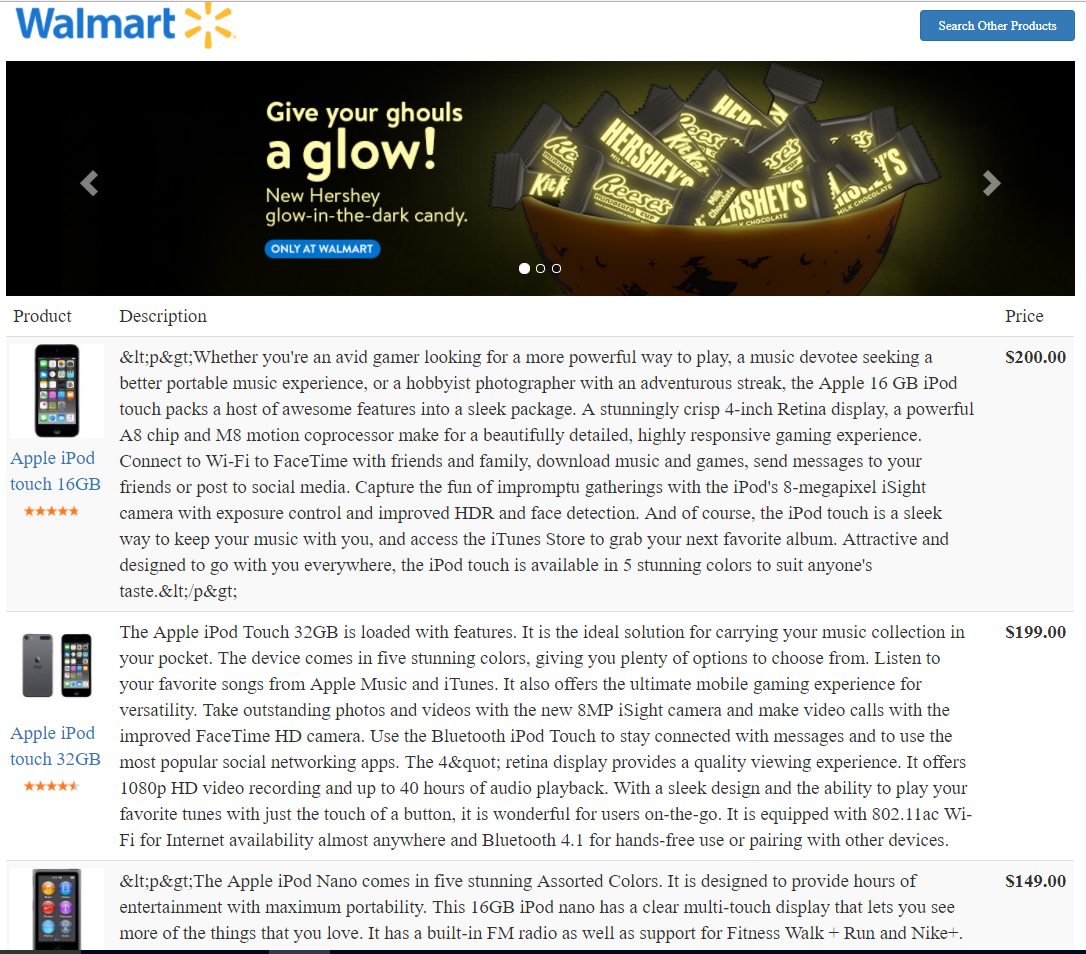 Walmart
Search Other Products
Give your ghouls
a glow!
New Hershey
glow-in-the-dark candy.
ONLY AT WALMART
HERSHEY'S
Reese's
Kit Kat
HERSHEY'S
MILK CHOCOLATE
Product Description Price
&lt;p&gt;Whether you're an avid gamer looking for a more powerful way to play, a music devotee seeking a
better portable music experience, or a hobbyist photographer with an adventurous streak, the Apple 16 GB iPod
touch packs a host of awesome features into a sleek package. A stunningly crisp 4-inch Retina display, a powerful
A8 chip and M8 motion coprocessor make for a beautifully detailed, highly responsive gaming experience.
Connect to Wi-Fi to FaceTime with friends and family, download music and games, send messages to your
friends or post to social media. Capture the fun of impromptu gatherings with the iPod's 8-megapixel iSight
camera with exposure control and improved HDR and face detection. And of course, the iPod touch is a sleek
way to keep your music with you, and access the iTunes Store to grab your next favorite album. Attractive and
designed to go with you everywhere, the iPod touch is available in 5 stunning colors to suit anyone's
taste.&lt;/p&gt;
$200.00
Apple iPod
touch 16GB
The Apple iPod Touch 32GB is loaded with features. It is the ideal solution for carrying your music collection in
your pocket. The device comes in five stunning colors, giving you plenty of options to choose from. Listen to
your favorite songs from Apple Music and iTunes. It also offers the ultimate mobile gaming experience for
versatility. Take outstanding photos and videos with the new 8MP iSight camera and make video calls with the
improved FaceTime HD camera. Use the Bluetooth iPod Touch to stay connected with messages and to use the
most popular social networking apps. The 4&quot; retina display provides a quality viewing experience. It offers
1080p HD video recording and up to 40 hours of audio playback. With a sleek design and the ability to play your
favorite tunes with just the touch of a button, it is wonderful for users on-the-go. It is equipped with 802.11ac Wi-
Fi for Internet availability almost anywhere and Bluetooth 4.1 for hands-free use or pairing with other devices.
$199.00
Apple iPod
touch 32GB
&lt;p&gt;The Apple iPod Nano comes in five stunning Assorted Colors. It is designed to provide hours of
entertainment with maximum portability. This 16GB iPod nano has a clear multi-touch display that lets you see
more of the things that you love. It has a built-in FM radio as well as support for Fitness Walk + Run and Nike+.
$149.00